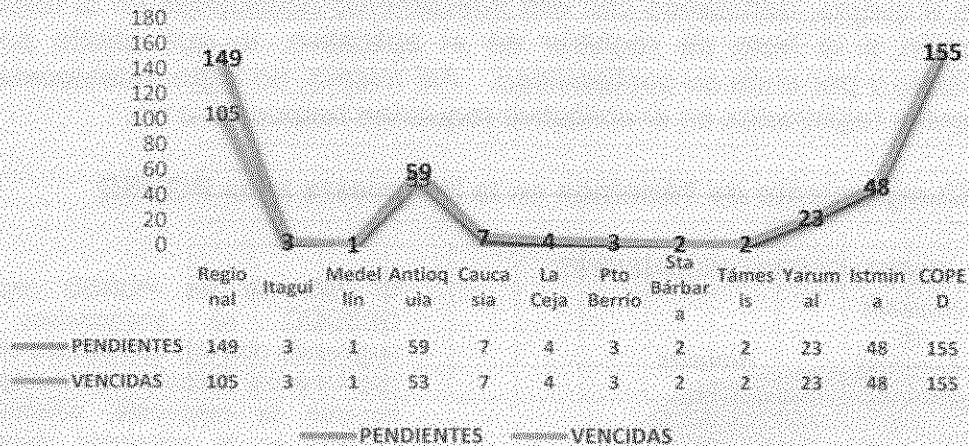 180
160
140
120
100
80
60
40
20
0
149
105
3
1
59
7
4
3
2
2
23
48
155
Regio
nal
Itagui
Medel
lín
Antioq
uia
Cauca
sia
La
Ceja
Pto
Berrio
Sta
Bárbar
a
Támes
is
Yarum
al
Istmin
a
COPE
D
PENDIENTES 149 3 1 59 7 4 3 2 2 23 48 155
VENCIDAS 105 3 1 53 7 4 3 2 2 23 48 155
PENDIENTES VENCIDAS